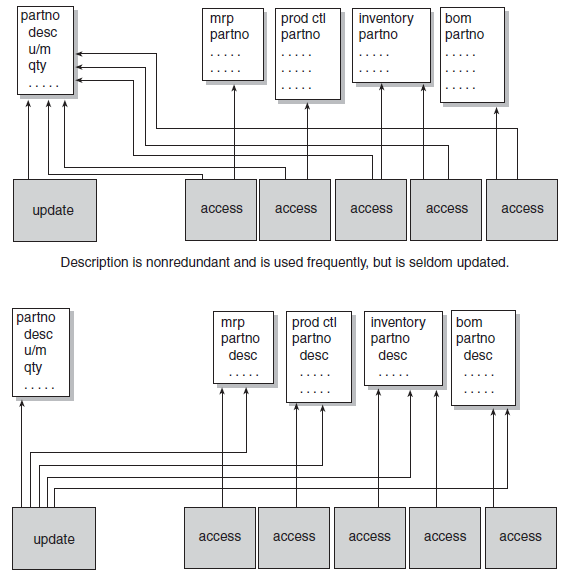 partno
desc
u/m
qty
.....
mrp
partno
.....
.....
prod ctl
partno
.....
.....
.....
inventory
partno
.....
.....
bom
partno
.....
.....
.....
update
access
access
access
access
access
Description is nonredundant and is used frequently, but is seldom updated.
partno
desc
u/m
qty
.....
mrp
partno
desc
.....
prod ctl
partno
desc
.....
.....
inventory
partno
desc
.....
bom
partno
desc
.....
.....
update
access
access
access
access
access